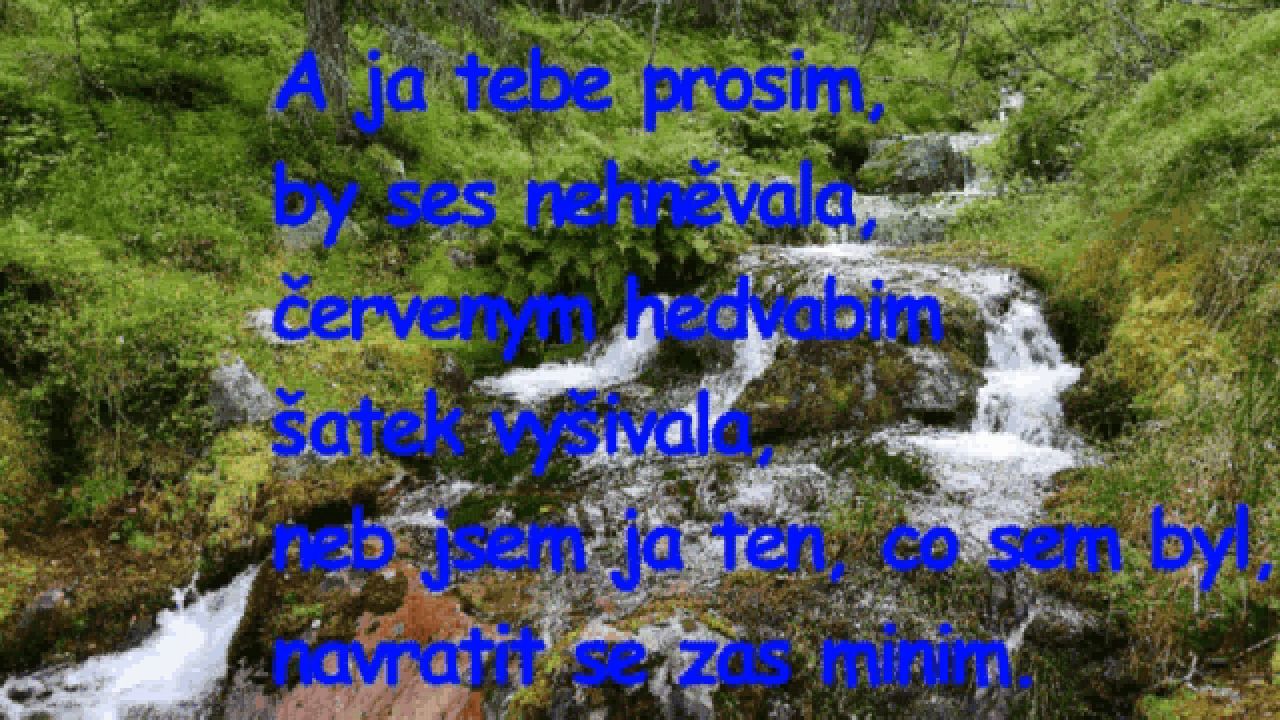 A ja tebe prosim,
by ses nehněvala,
červenym hedvabim
šatek vyšivala,
neb jsem ja ten, co sem byl,
navratit se zas minim.